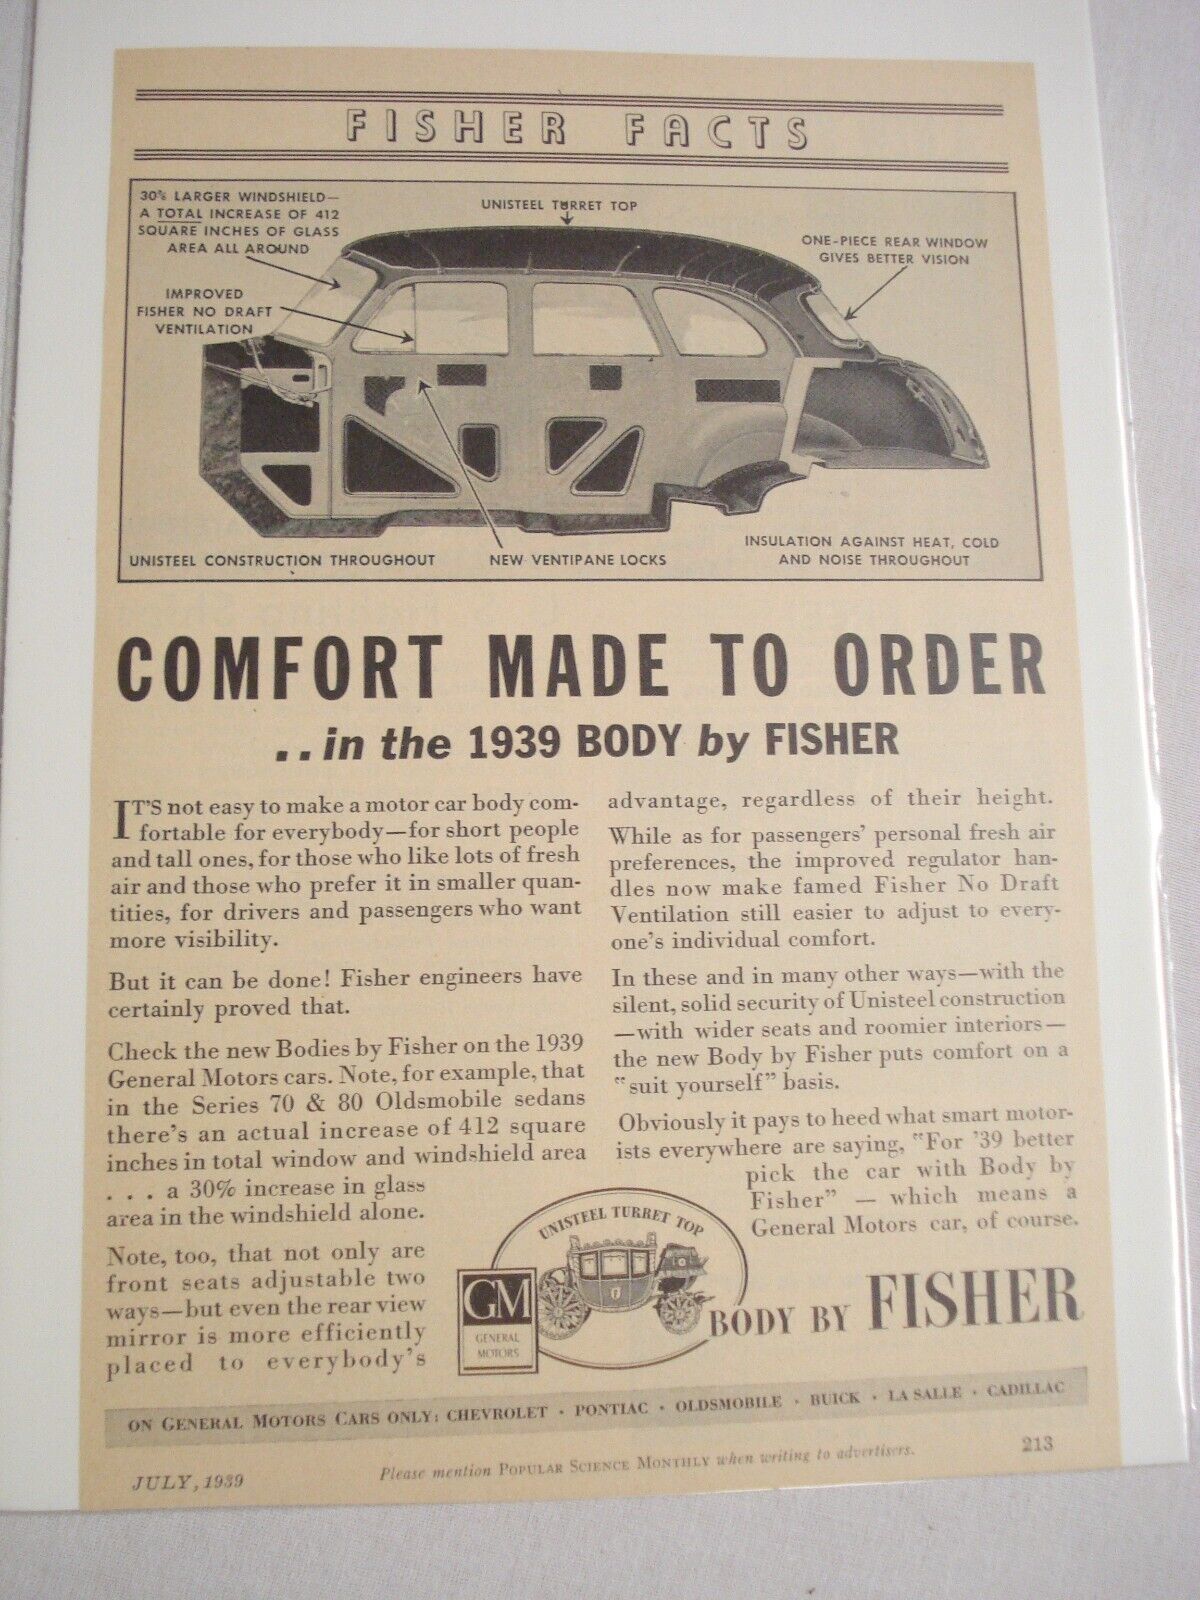 FISHER FACTS
30% LARGER WINDSHIELD—
A TOTAL INCREASE OF 412
SQUARE INCHES OF GLASS
AREA ALL AROUND
UNISTEEL TURRET TOP
ONE-PIECE REAR WINDOW
GIVES BETTER VISION
IMPROVED
FISHER NO DRAFT
VENTILATION
UNISTEEL CONSTRUCTION THROUGHOUT
NEW VENTIPANE LOCKS
INSULATION AGAINST HEAT, COLD
AND NOISE THROUGHOUT
COMFORT MADE TO ORDER
..in the 1939 BODY by FISHER
IT'S not easy to make a motor car body com-
fortable for everybody—for short people
and tall ones, for those who like lots of fresh
air and those who prefer it in smaller quan-
tities, for drivers and passengers who want
more visibility.
But it can be done! Fisher engineers have
certainly proved that.
Check the new Bodies by Fisher on the 1939
General Motors cars. Note, for example, that
in the Series 70 & 80 Oldsmobile sedans
there's an actual increase of 412 square
inches in total window and windshield area
. . . a 30% increase in glass
area in the windshield alone.
Note, too, that not only are
front seats adjustable two
ways—but even the rear view
mirror is more efficiently
placed to everybody's
advantage, regardless of their height.
While as for passengers' personal fresh air
preferences, the improved regulator han-
dles now make famed Fisher No Draft
Ventilation still easier to adjust to every-
one's individual comfort.
In these and in many other ways—with the
silent, solid security of Unisteel construction
—with wider seats and roomier interiors—
the new Body by Fisher puts comfort on a
"suit yourself" basis.
Obviously it pays to heed what smart motor-
ists everywhere are saying, "For '39 better
pick the car with Body by
Fisher" — which means a
General Motors car, of course.
UNISTEEL TURRET TOP
GM
GENERAL
MOTORS
BODY BY FISHER
ON GENERAL MOTORS CARS ONLY: CHEVROLET · PONTIAC · OLDSMOBILE · BUICK · LA SALLE · CADILLAC
JULY, 1939
Please mention POPULAR SCIENCE MONTHLY when writing to advertisers.
213